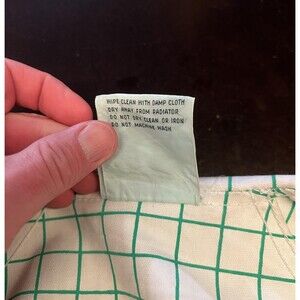 WIPE CLEAN WITH DAMP CLOTH
DRY AWAY FROM RADIATOR
DO NOT DRY CLEAN OR IRON
DO NOT MACHINE WASH